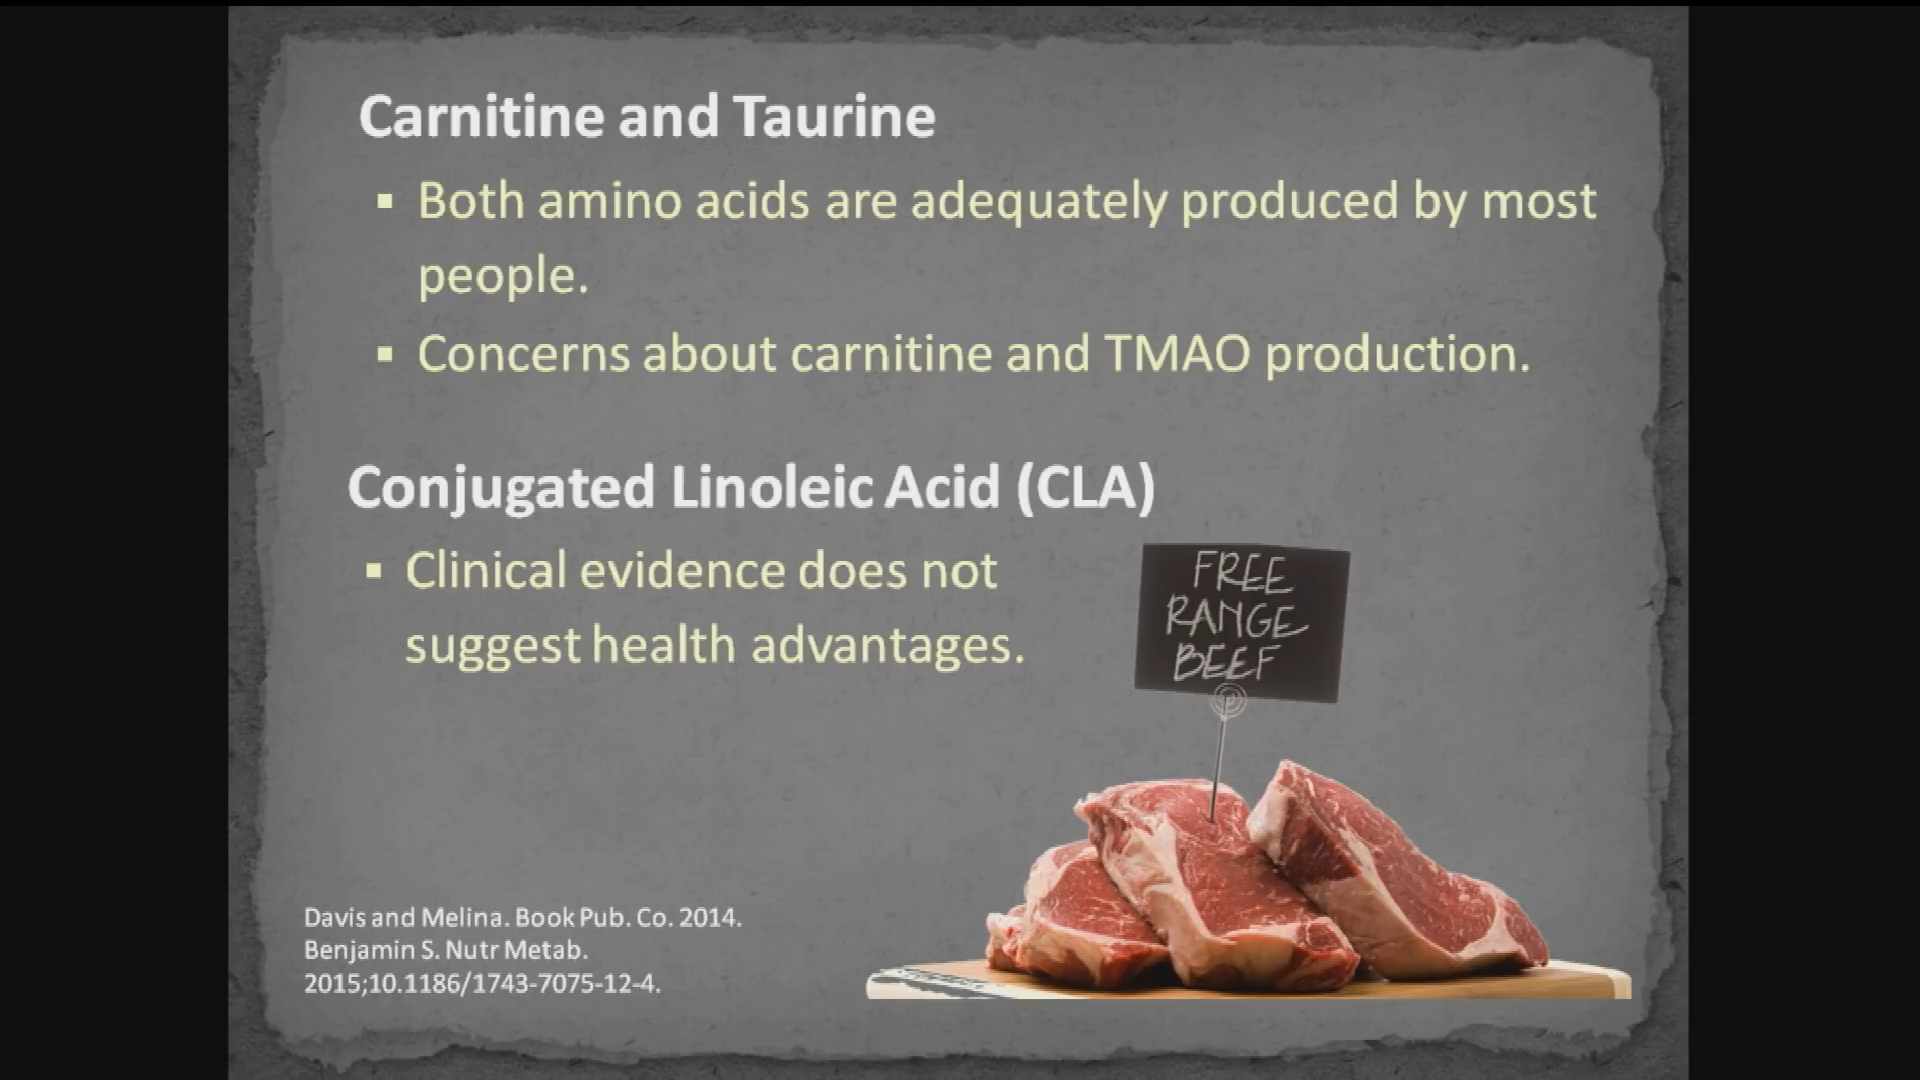 Carnitine and Taurine
▪ Both amino acids are adequately produced by most
people.
▪ Concerns about carnitine and TMAO production.
Conjugated Linoleic Acid (CLA)
▪ Clinical evidence does not
suggest health advantages.
FREE
RANGE
BEEF
Davis and Melina. Book Pub. Co. 2014.
Benjamin S. Nutr Metab.
2015;10.1186/1743-7075-12-4.